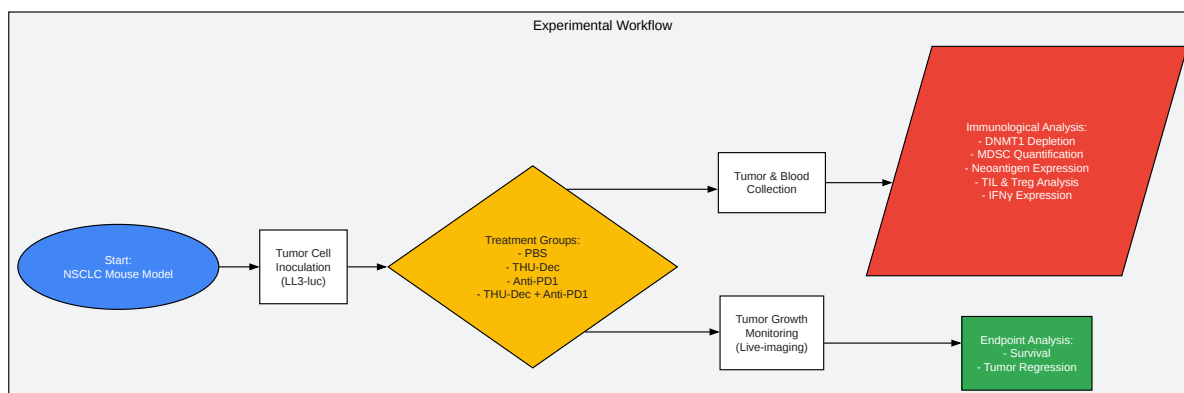 Experimental Workflow
Start:
NSCLC Mouse Model
Tumor Cell
Inoculation
(LL3-luc)
Treatment Groups:
- PBS
- THU-Dec
- Anti-PD1
- THU-Dec + Anti-PD1
Tumor & Blood
Collection
Immunological Analysis:
- DNMT1 Depletion
- MDSC Quantification
- Neoantigen Expression
- TIL & Treg Analysis
- IFNγ Expression
Tumor Growth
Monitoring
(Live-imaging)
Endpoint Analysis:
- Survival
- Tumor Regression